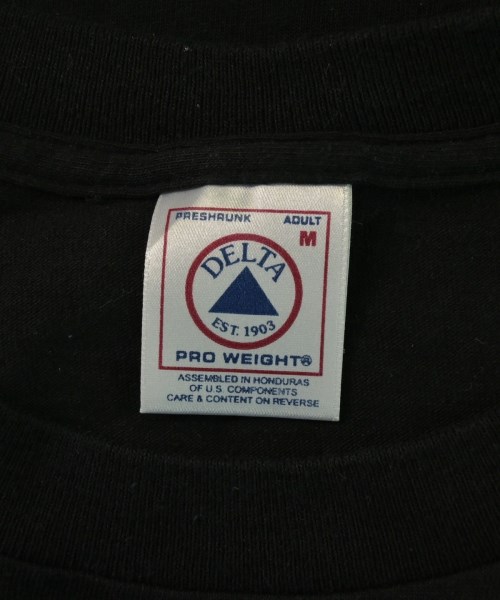 PRESHRUNK ADULT
M
DELTA
EST. 1903
PRO WEIGHT®
ASSEMBLED IN HONDURAS
OF U.S. COMPONENTS
CARE & CONTENT ON REVERSE